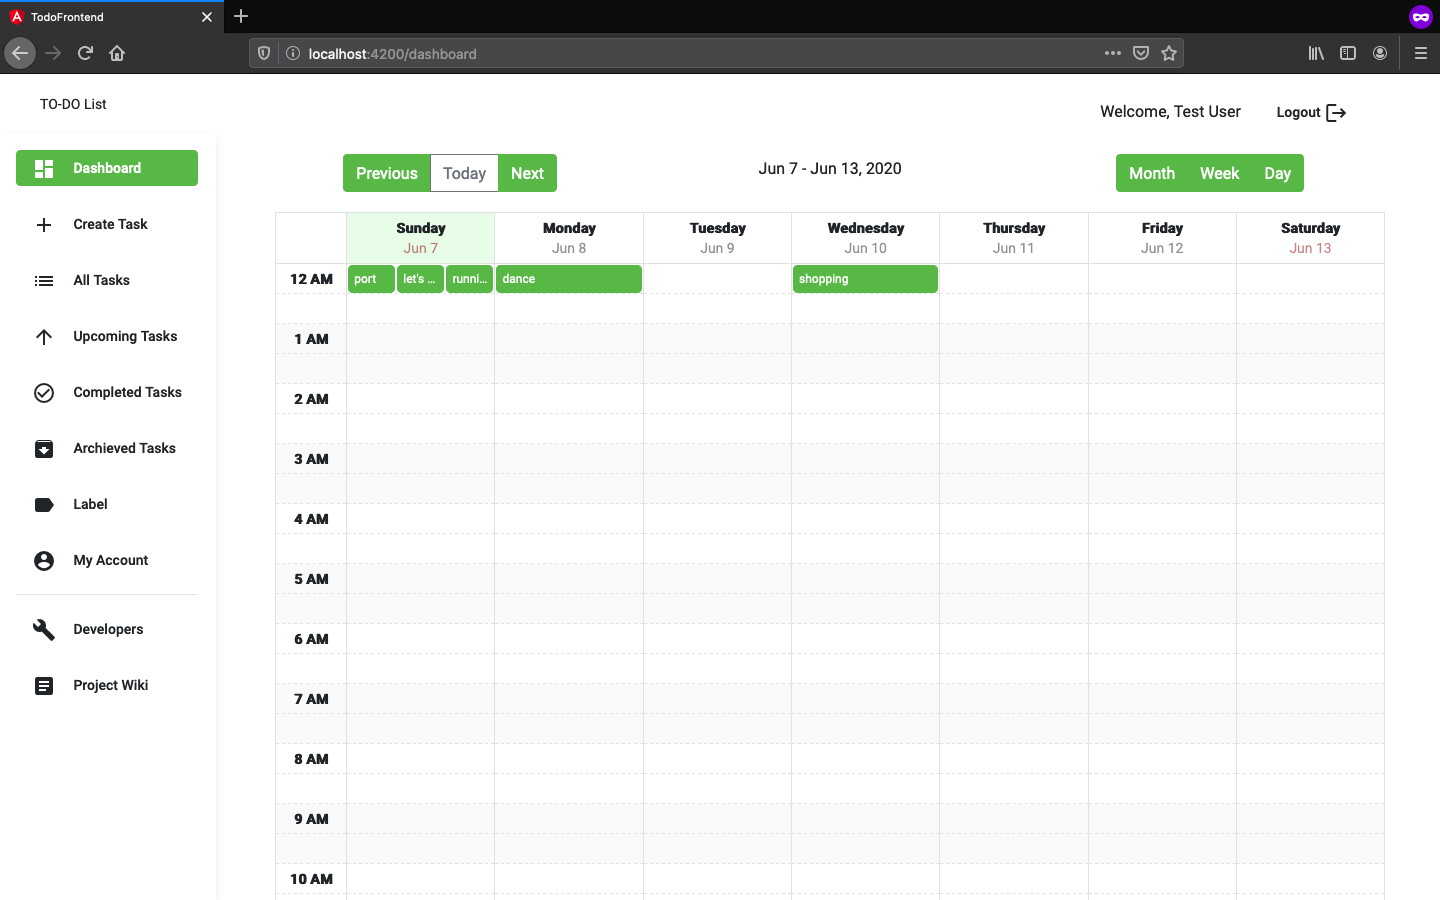 TodoFrontend
localhost:4200/dashboard
TO-DO List
Welcome, Test User
Logout
Dashboard
Create Task
All Tasks
Upcoming Tasks
Completed Tasks
Archieved Tasks
Label
My Account
Developers
Project Wiki
Previous Today Next
Jun 7 - Jun 13, 2020
Month Week Day
Sunday Monday Tuesday Wednesday Thursday Friday Saturday
Jun 7 Jun 8 Jun 9 Jun 10 Jun 11 Jun 12 Jun 13
12 AM port let's ... runni... dance shopping
1 AM
2 AM
3 AM
4 AM
5 AM
6 AM
7 AM
8 AM
9 AM
10 AM